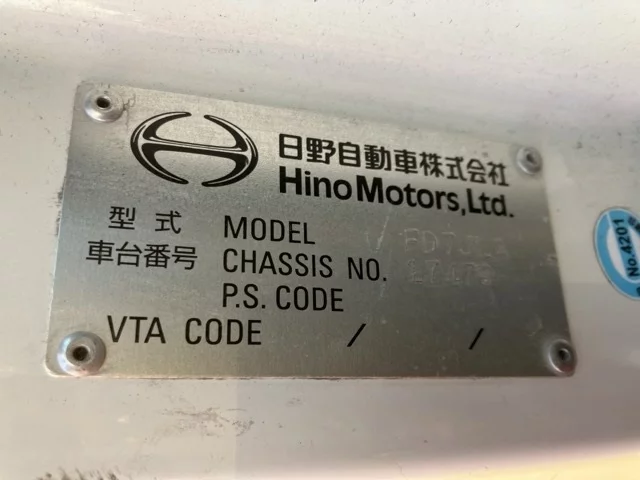 日野自動車株式会社
Hino Motors, Ltd.
型式 MODEL
車台番号 CHASSIS NO.
P.S. CODE
VTA CODE / /
No.4201